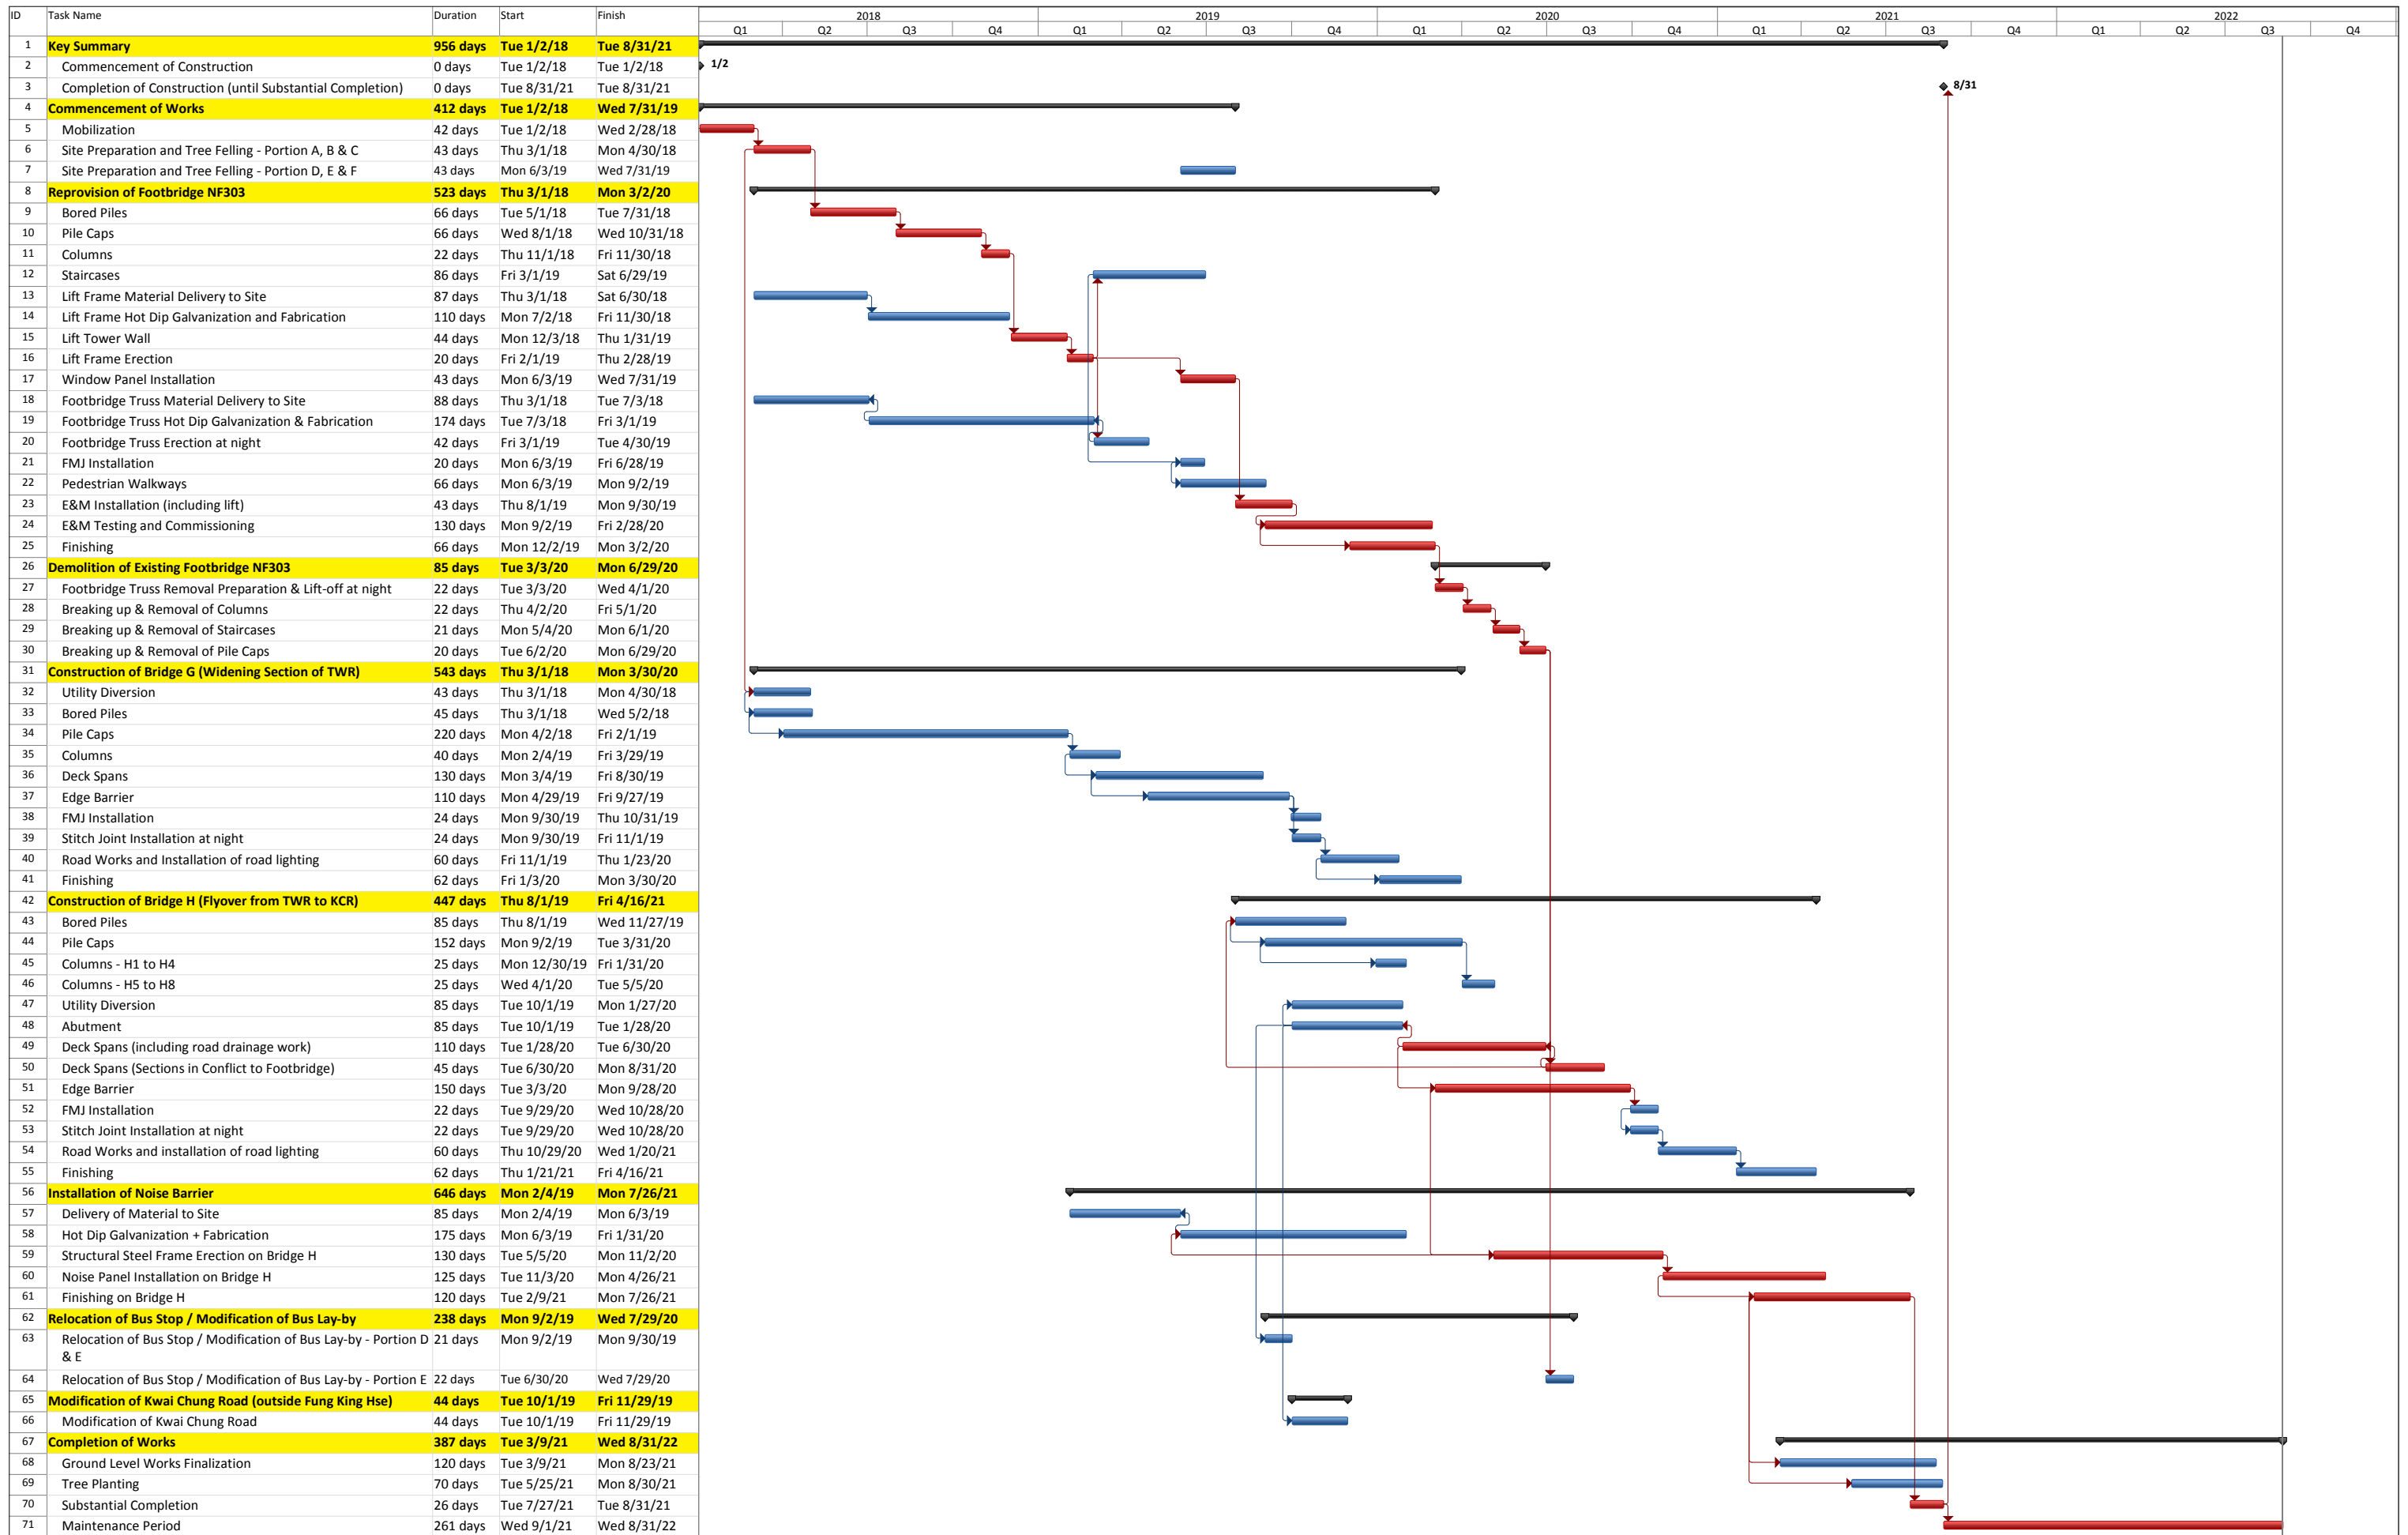 ID Task Name Duration Start Finish 2018 2019 2020 2021 2022
Q1 Q2 Q3 Q4 Q1 Q2 Q3 Q4 Q1 Q2 Q3 Q4 Q1 Q2 Q3 Q4 Q1 Q2 Q3 Q4
1 Key Summary 956 days Tue 1/2/18 Tue 8/31/21
2 Commencement of Construction 0 days Tue 1/2/18 Tue 1/2/18 1/2
3 Completion of Construction (until Substantial Completion) 0 days Tue 8/31/21 Tue 8/31/21 8/31
4 Commencement of Works 412 days Tue 1/2/18 Wed 7/31/19
5 Mobilization 42 days Tue 1/2/18 Wed 2/28/18
6 Site Preparation and Tree Felling - Portion A, B & C 43 days Thu 3/1/18 Mon 4/30/18
7 Site Preparation and Tree Felling - Portion D, E & F 43 days Mon 6/3/19 Wed 7/31/19
8 Reprovision of Footbridge NF303 523 days Thu 3/1/18 Mon 3/2/20
9 Bored Piles 66 days Tue 5/1/18 Tue 7/31/18
10 Pile Caps 66 days Wed 8/1/18 Wed 10/31/18
11 Columns 22 days Thu 11/1/18 Fri 11/30/18
12 Staircases 86 days Fri 3/1/19 Sat 6/29/19
13 Lift Frame Material Delivery to Site 87 days Thu 3/1/18 Sat 6/30/18
14 Lift Frame Hot Dip Galvanization and Fabrication 110 days Mon 7/2/18 Fri 11/30/18
15 Lift Tower Wall 44 days Mon 12/3/18 Thu 1/31/19
16 Lift Frame Erection 20 days Fri 2/1/19 Thu 2/28/19
17 Window Panel Installation 43 days Mon 6/3/19 Wed 7/31/19
18 Footbridge Truss Material Delivery to Site 88 days Thu 3/1/18 Tue 7/3/18
19 Footbridge Truss Hot Dip Galvanization & Fabrication 174 days Tue 7/3/18 Fri 3/1/19
20 Footbridge Truss Erection at night 42 days Fri 3/1/19 Tue 4/30/19
21 FMJ Installation 20 days Mon 6/3/19 Fri 6/28/19
22 Pedestrian Walkways 66 days Mon 6/3/19 Mon 9/2/19
23 E&M Installation (including lift) 43 days Thu 8/1/19 Mon 9/30/19
24 E&M Testing and Commissioning 130 days Mon 9/2/19 Fri 2/28/20
25 Finishing 66 days Mon 12/2/19 Mon 3/2/20
26 Demolition of Existing Footbridge NF303 85 days Tue 3/3/20 Mon 6/29/20
27 Footbridge Truss Removal Preparation & Lift-off at night 22 days Tue 3/3/20 Wed 4/1/20
28 Breaking up & Removal of Columns 22 days Thu 4/2/20 Fri 5/1/20
29 Breaking up & Removal of Staircases 21 days Mon 5/4/20 Mon 6/1/20
30 Breaking up & Removal of Pile Caps 20 days Tue 6/2/20 Mon 6/29/20
31 Construction of Bridge G (Widening Section of TWR) 543 days Thu 3/1/18 Mon 3/30/20
32 Utility Diversion 43 days Thu 3/1/18 Mon 4/30/18
33 Bored Piles 45 days Thu 3/1/18 Wed 5/2/18
34 Pile Caps 220 days Mon 4/2/18 Fri 2/1/19
35 Columns 40 days Mon 2/4/19 Fri 3/29/19
36 Deck Spans 130 days Mon 3/4/19 Fri 8/30/19
37 Edge Barrier 110 days Mon 4/29/19 Fri 9/27/19
38 FMJ Installation 24 days Mon 9/30/19 Thu 10/31/19
39 Stitch Joint Installation at night 24 days Mon 9/30/19 Fri 11/1/19
40 Road Works and Installation of road lighting 60 days Fri 11/1/19 Thu 1/23/20
41 Finishing 62 days Fri 1/3/20 Mon 3/30/20
42 Construction of Bridge H (Flyover from TWR to KCR) 447 days Thu 8/1/19 Fri 4/16/21
43 Bored Piles 85 days Thu 8/1/19 Wed 11/27/19
44 Pile Caps 152 days Mon 9/2/19 Tue 3/31/20
45 Columns - H1 to H4 25 days Mon 12/30/19 Fri 1/31/20
46 Columns - H5 to H8 25 days Wed 4/1/20 Tue 5/5/20
47 Utility Diversion 85 days Tue 10/1/19 Mon 1/27/20
48 Abutment 85 days Tue 10/1/19 Tue 1/28/20
49 Deck Spans (including road drainage work) 110 days Tue 1/28/20 Tue 6/30/20
50 Deck Spans (Sections in Conflict to Footbridge) 45 days Tue 6/30/20 Mon 8/31/20
51 Edge Barrier 150 days Tue 3/3/20 Mon 9/28/20
52 FMJ Installation 22 days Tue 9/29/20 Wed 10/28/20
53 Stitch Joint Installation at night 22 days Tue 9/29/20 Wed 10/28/20
54 Road Works and installation of road lighting 60 days Thu 10/29/20 Wed 1/20/21
55 Finishing 62 days Thu 1/21/21 Fri 4/16/21
56 Installation of Noise Barrier 646 days Mon 2/4/19 Mon 7/26/21
57 Delivery of Material to Site 85 days Mon 2/4/19 Mon 6/3/19
58 Hot Dip Galvanization + Fabrication 175 days Mon 6/3/19 Fri 1/31/20
59 Structural Steel Frame Erection on Bridge H 130 days Tue 5/5/20 Mon 11/2/20
60 Noise Panel Installation on Bridge H 125 days Tue 11/3/20 Mon 4/26/21
61 Finishing on Bridge H 120 days Tue 2/9/21 Mon 7/26/21
62 Relocation of Bus Stop / Modification of Bus Lay-by 238 days Mon 9/2/19 Wed 7/29/20
63 Relocation of Bus Stop / Modification of Bus Lay-by - Portion D 21 days Mon 9/2/19 Mon 9/30/19
& E
64 Relocation of Bus Stop / Modification of Bus Lay-by - Portion E 22 days Tue 6/30/20 Wed 7/29/20
65 Modification of Kwai Chung Road (outside Fung King Hse) 44 days Tue 10/1/19 Fri 11/29/19
66 Modification of Kwai Chung Road 44 days Tue 10/1/19 Fri 11/29/19
67 Completion of Works 387 days Tue 3/9/21 Wed 8/31/22
68 Ground Level Works Finalization 120 days Tue 3/9/21 Mon 8/23/21
69 Tree Planting 70 days Tue 5/25/21 Mon 8/30/21
70 Substantial Completion 26 days Tue 7/27/21 Tue 8/31/21
71 Maintenance Period 261 days Wed 9/1/21 Wed 8/31/22